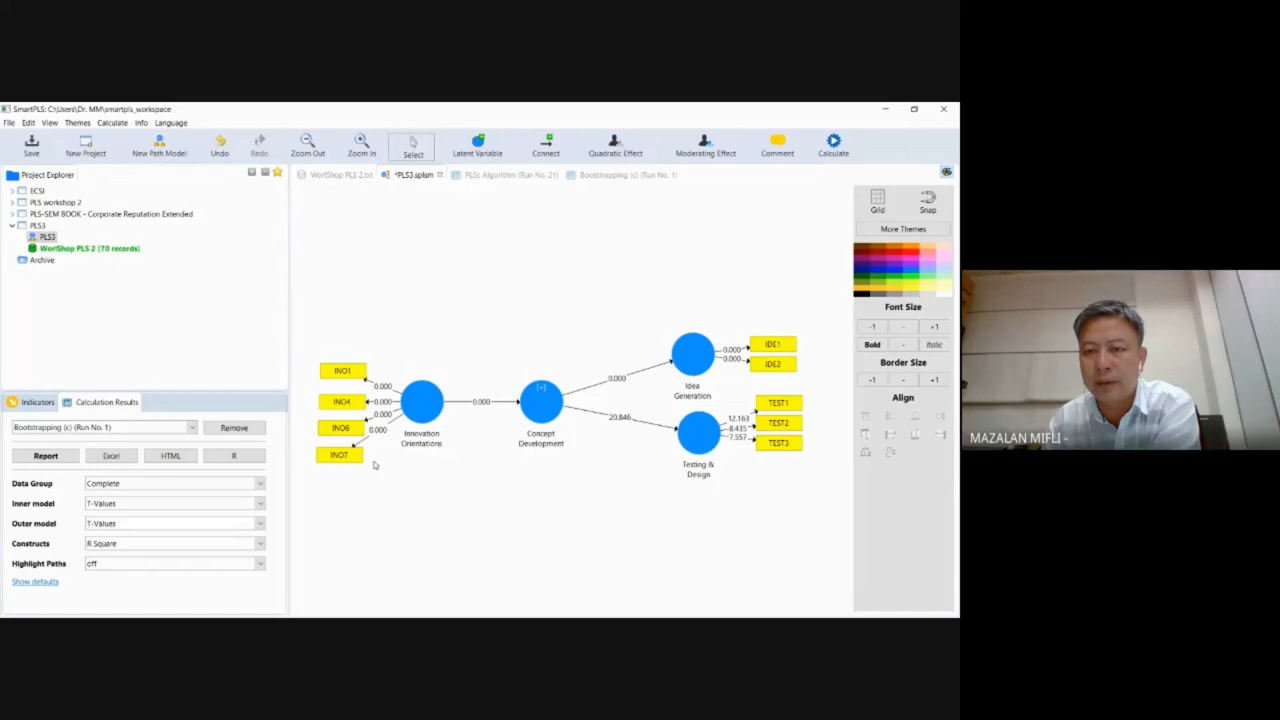 SmartPLS: C:\Users\Dr. MM\smartpls_workspace
File Edit View Themes Calculate Info Language
Save New Project New Path Model Undo Redo Zoom Out Zoom In Select Latent Variable Connect Quadratic Effect Moderating Effect Comment Calculate
Project Explorer
ECSI
PLS workshop 2
PLS-SEM BOOK - Corporate Reputation Extended
PLS3
PLS3
WorlShop PLS 2 [70 records]
Archive
Indicators Calculation Results
Bootstrapping (c) (Run No. 1) Remove
Report Excel HTML R
Data Group Complete
Inner model T-Values
Outer model T-Values
Constructs R Square
Highlight Paths off
Show defaults
WorlShop PLS 2.txt *PLS3.splsm PLSc Algorithm (Run No. 21) Bootstrapping (c) (Run No. 1)
INO1
INO4
INO6
INO7
0.000
0.000
0.000
0.000
Innovation
Orientations
0.000
[+]
Concept
Development
0.000
20.846
Idea
Generation
0.000
0.000
IDE1
IDE2
Testing &
Design
12.163
8.435
7.557
TEST1
TEST2
TEST3
Grid Snap
More Themes
Font Size
-1 - +1
Bold - Italic
Border Size
-1 - +1
Align
MAZALAN MIFLI -